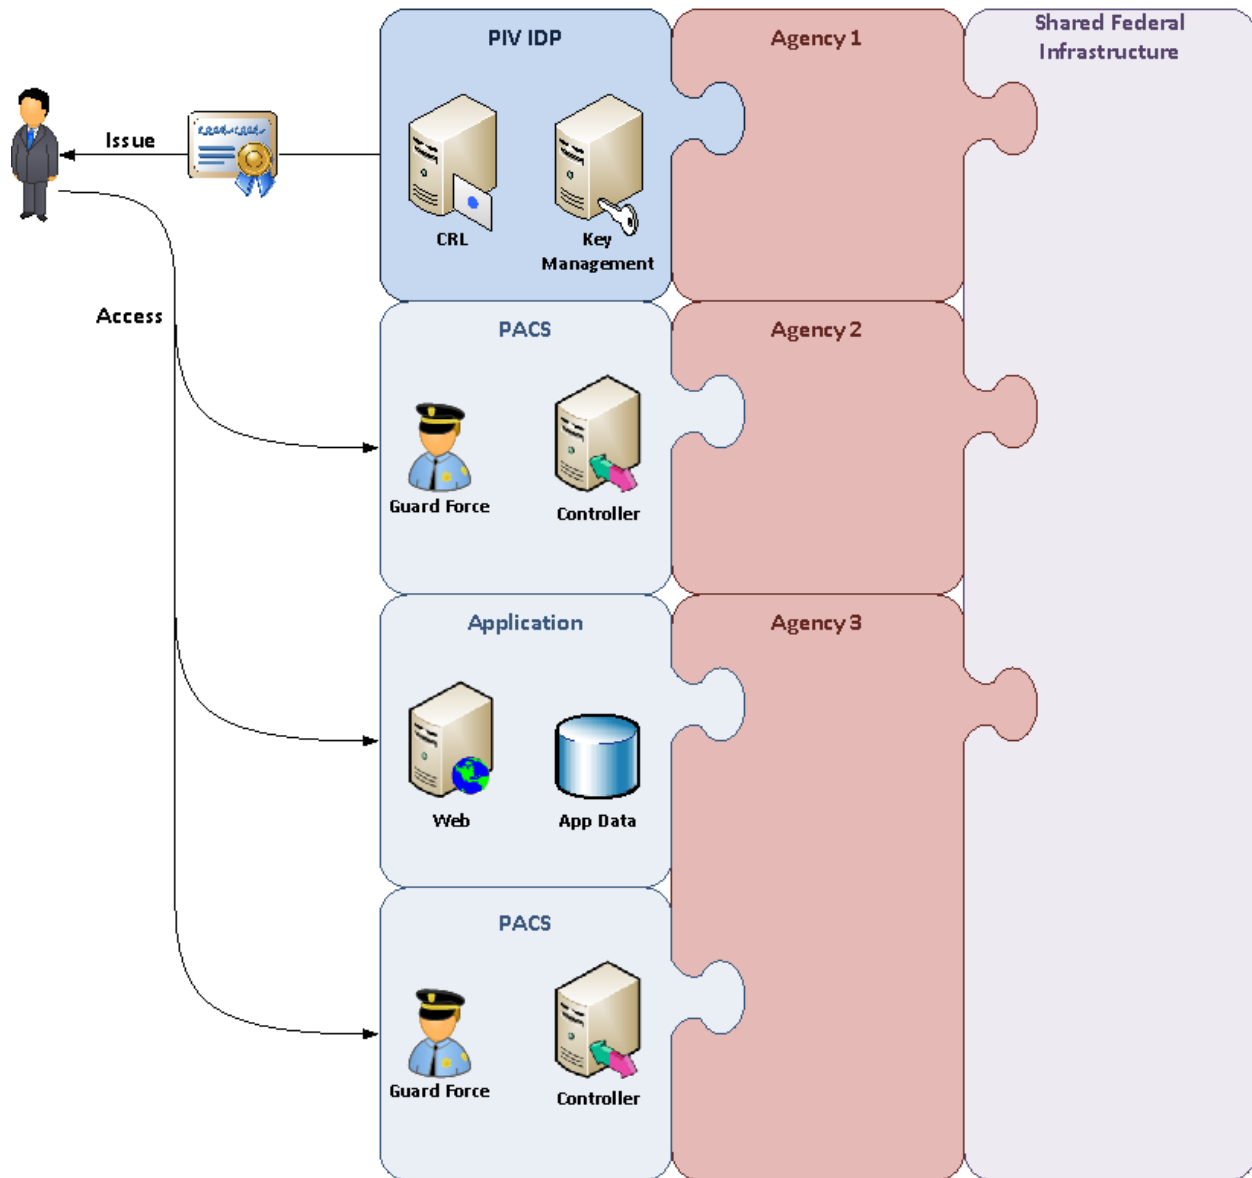 PIV IDP
Agency 1
Shared Federal
Infrastructure
Issue
CRL
Key
Management
Access
PACS
Agency 2
Guard Force
Controller
Application
Agency 3
Web
App Data
PACS
Guard Force
Controller